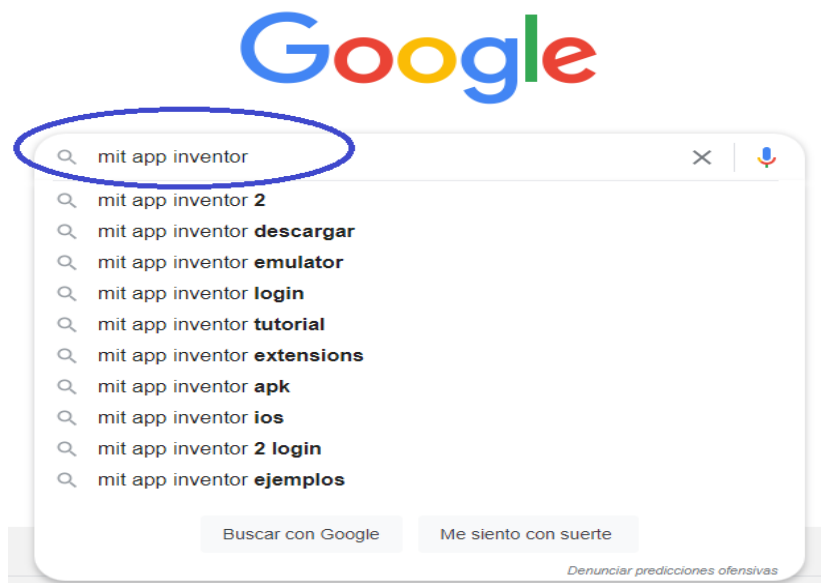 Google
mit app inventor
mit app inventor 2
mit app inventor descargar
mit app inventor emulator
mit app inventor login
mit app inventor tutorial
mit app inventor extensions
mit app inventor apk
mit app inventor ios
mit app inventor 2 login
mit app inventor ejemplos
Buscar con Google Me siento con suerte
Denunciar predicciones ofensivas